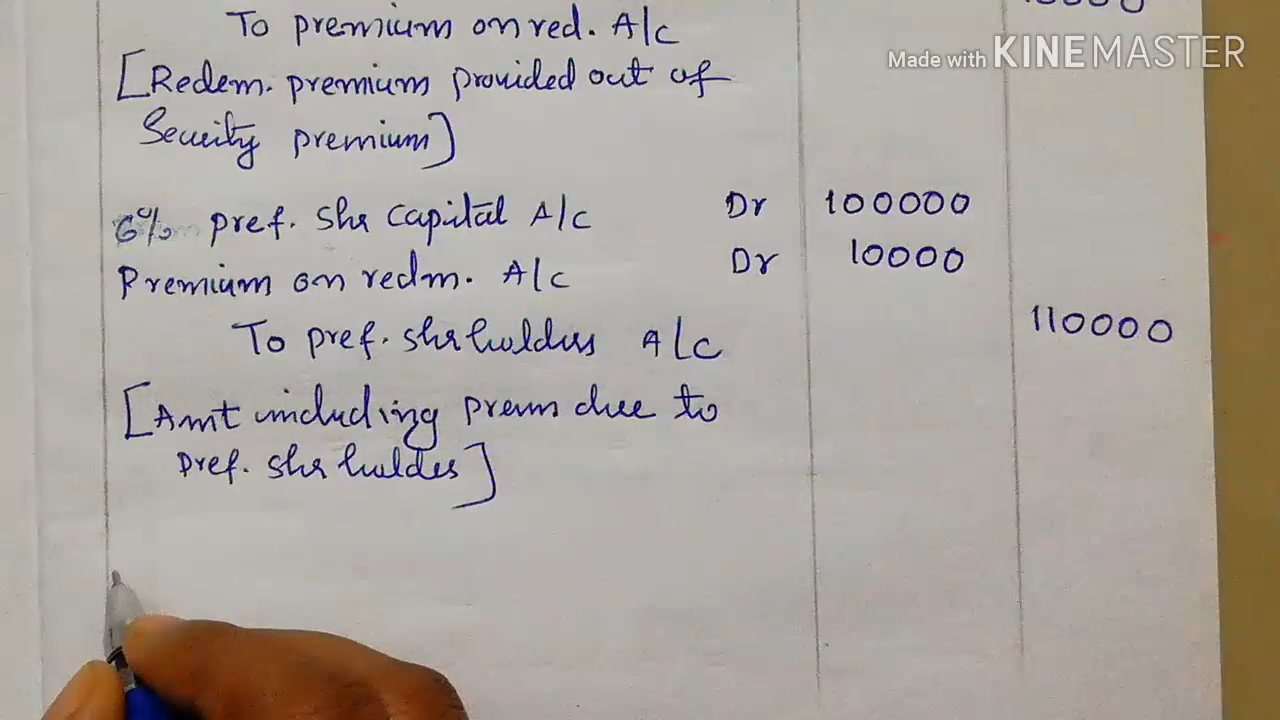 To premium on red. A/c
Made with KINEMASTER
[Redem. premium provided out of
Security premium]
6% pref. shr capital A/c Dr 100000
Premium on redm. A/c Dr 10000
To pref. shr holders A/c 110000
[Amt including prem due to
pref. shr holdes]